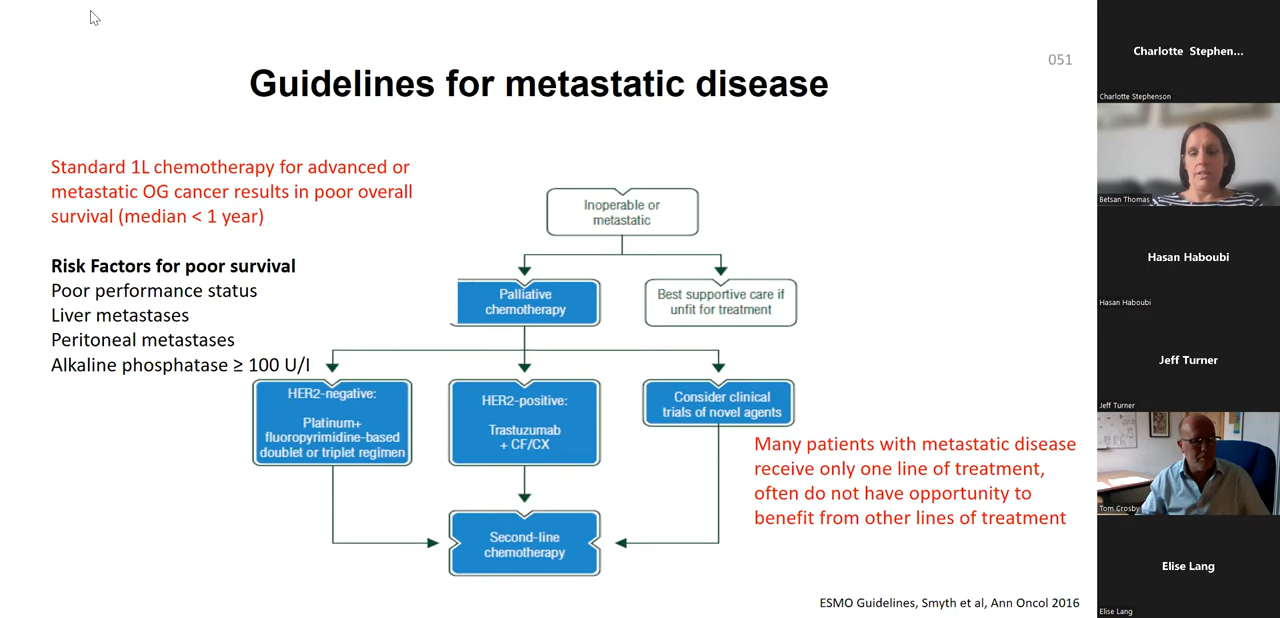 051
Guidelines for metastatic disease
Standard 1L chemotherapy for advanced or
metastatic OG cancer results in poor overall
survival (median < 1 year)
Risk Factors for poor survival
Poor performance status
Liver metastases
Peritoneal metastases
Alkaline phosphatase ≥ 100 U/l
Inoperable or
metastatic
Palliative
chemotherapy
Best supportive care if
unfit for treatment
HER2-negative:
Platinum+
fluoropyrimidine-based
doublet or triplet regimen
HER2-positive:
Trastuzumab
+ CF/CX
Consider clinical
trials of novel agents
Second-line
chemotherapy
Many patients with metastatic disease
receive only one line of treatment,
often do not have opportunity to
benefit from other lines of treatment
ESMO Guidelines, Smyth et al, Ann Oncol 2016
Charlotte Stephen...
Charlotte Stephenson
Betsan Thomas
Hasan Haboubi
Hasan Haboubi
Jeff Turner
Jeff Turner
Tom Crosby
Elise Lang
Elise Lang